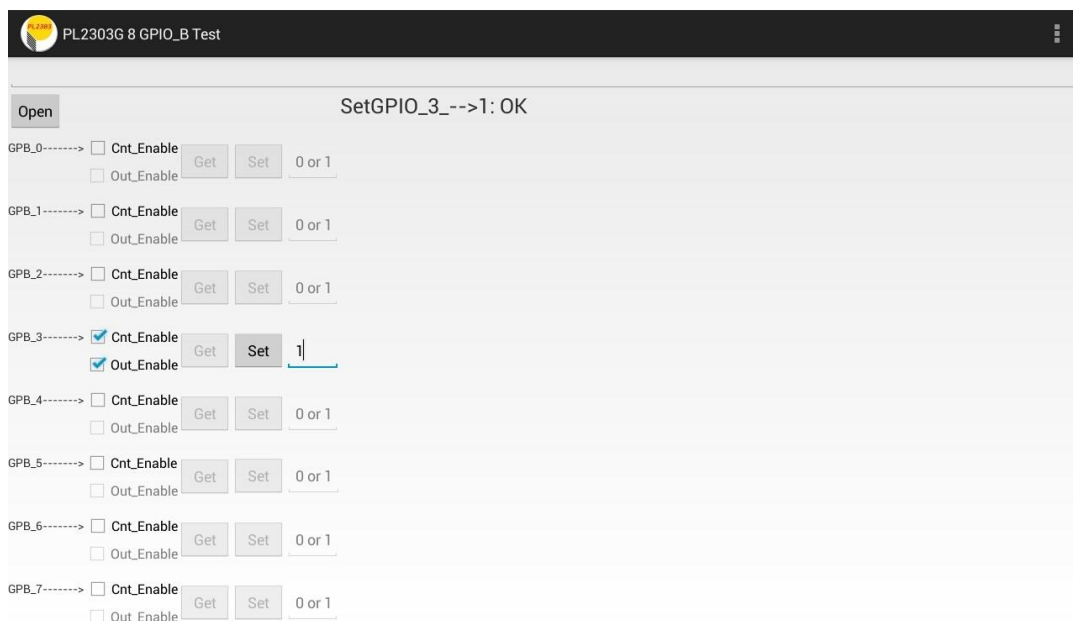 PL2303 PL2303G 8 GPIO_B Test
Open SetGPIO_3_-->1: OK
GPB_0-------> Cnt_Enable
Get Set 0 or 1
Out_Enable
GPB_1-------> Cnt_Enable
Get Set 0 or 1
Out_Enable
GPB_2-------> Cnt_Enable
Get Set 0 or 1
Out_Enable
GPB_3-------> Cnt_Enable
Get Set 1
Out_Enable
GPB_4-------> Cnt_Enable
Get Set 0 or 1
Out_Enable
GPB_5-------> Cnt_Enable
Get Set 0 or 1
Out_Enable
GPB_6-------> Cnt_Enable
Get Set 0 or 1
Out_Enable
GPB_7-------> Cnt_Enable
Get Set 0 or 1
Out_Enable